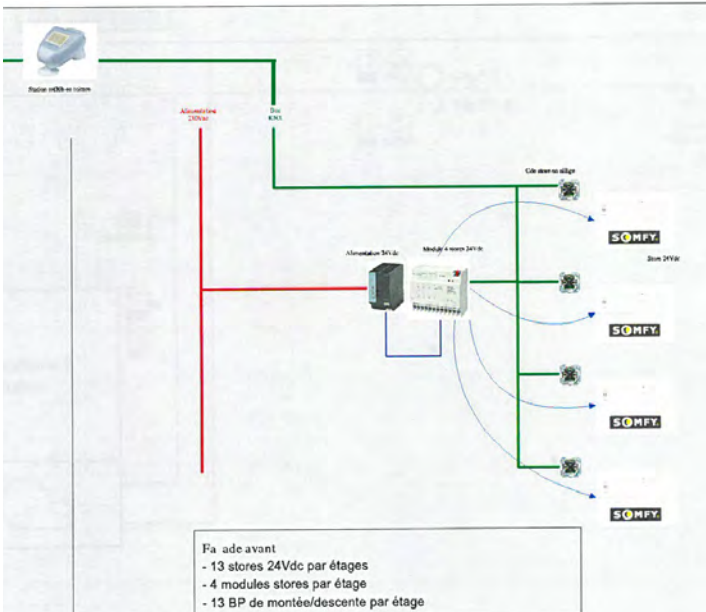 Station météo en toiture
Alimentation
230Vac
Bus
KNX
Cde store en allège
SOMFY.
Alimentation 24Vdc
Module 4 stores 24Vdc
Store 24Vdc
SOMFY.
SOMFY.
SOMFY.
Fa ade avant
- 13 stores 24Vdc par étages
- 4 modules stores par étage
- 13 BP de montée/descente par étage